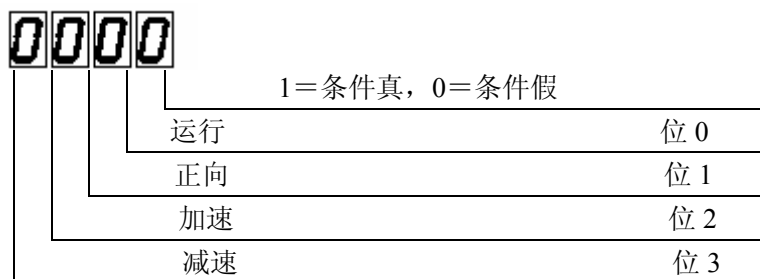 0000
1＝条件真，0＝条件假
运行 位 0
正向 位 1
加速 位 2
减速 位 3